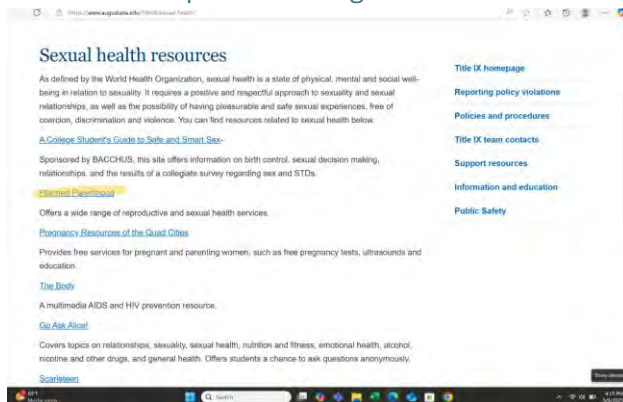 https://www.augustana.edu/
Sexual health resources
As defined by the World Health Organization, sexual health is a state of physical, mental and social well-
being in relation to sexuality. It requires a positive and respectful approach to sexuality and sexual
relationships, as well as the possibility of having pleasurable and safe sexual experiences, free of
coercion, discrimination and violence. You can find resources related to sexual health below.
A College Student's Guide to Safe and Smart Sex-
Sponsored by BACCHUS, this site offers information on birth control, sexual decision making,
relationships, and the results of a collegiate survey regarding sex and STDs.
Planned Parenthood
Offers a wide range of reproductive and sexual health services.
Pregnancy Resources of the Quad Cities
Provides free services for pregnant and parenting women, such as free pregnancy tests, ultrasounds and
education.
The Body
A multimedia AIDS and HIV prevention resource.
Go Ask Alice!
Covers topics on relationships, sexuality, sexual health, nutrition and fitness, emotional health, alcohol,
nicotine and other drugs, and general health. Offers students a chance to ask questions anonymously.
Scarleteen
Title IX homepage
Reporting policy violations
Policies and procedures
Title IX team contacts
Support resources
Information and education
Public Safety
Search